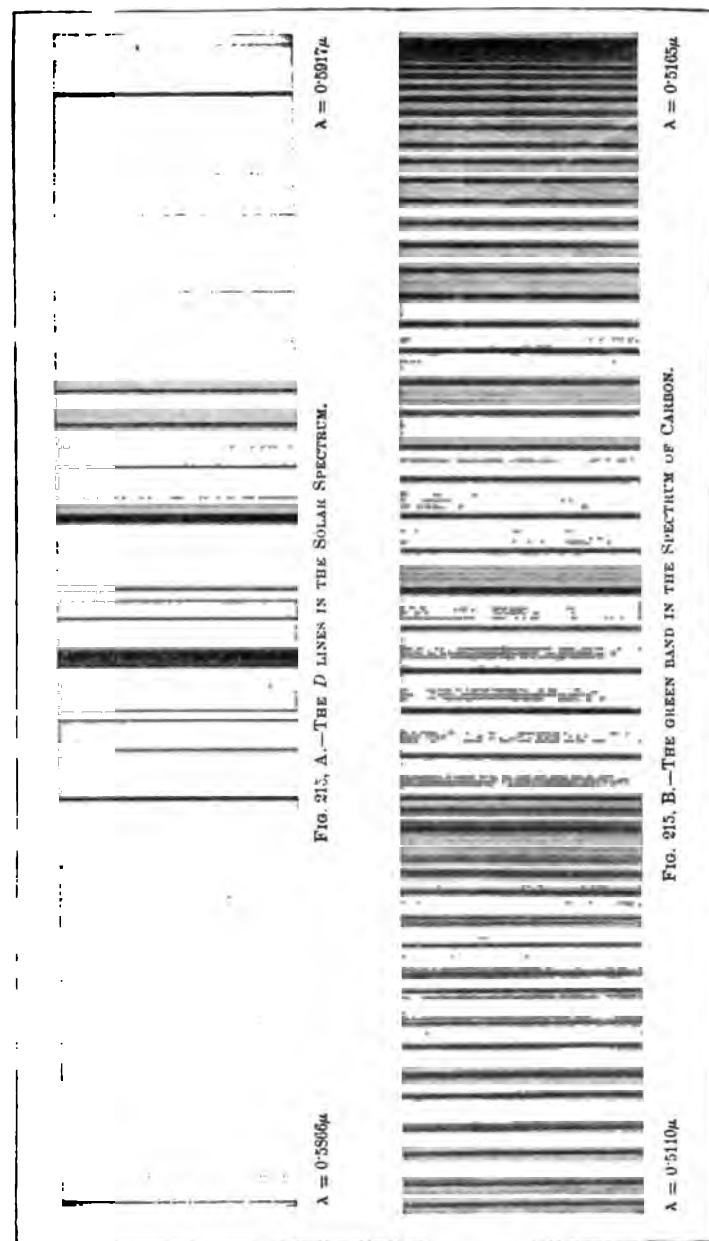 λ = 0·5866μ
λ = 0·5917μ
FIG. 215, A.—THE D LINES IN THE SOLAR SPECTRUM.
λ = 0·5110μ
λ = 0·5165μ
FIG. 215, B.—THE GREEN BAND IN THE SPECTRUM OF CARBON.